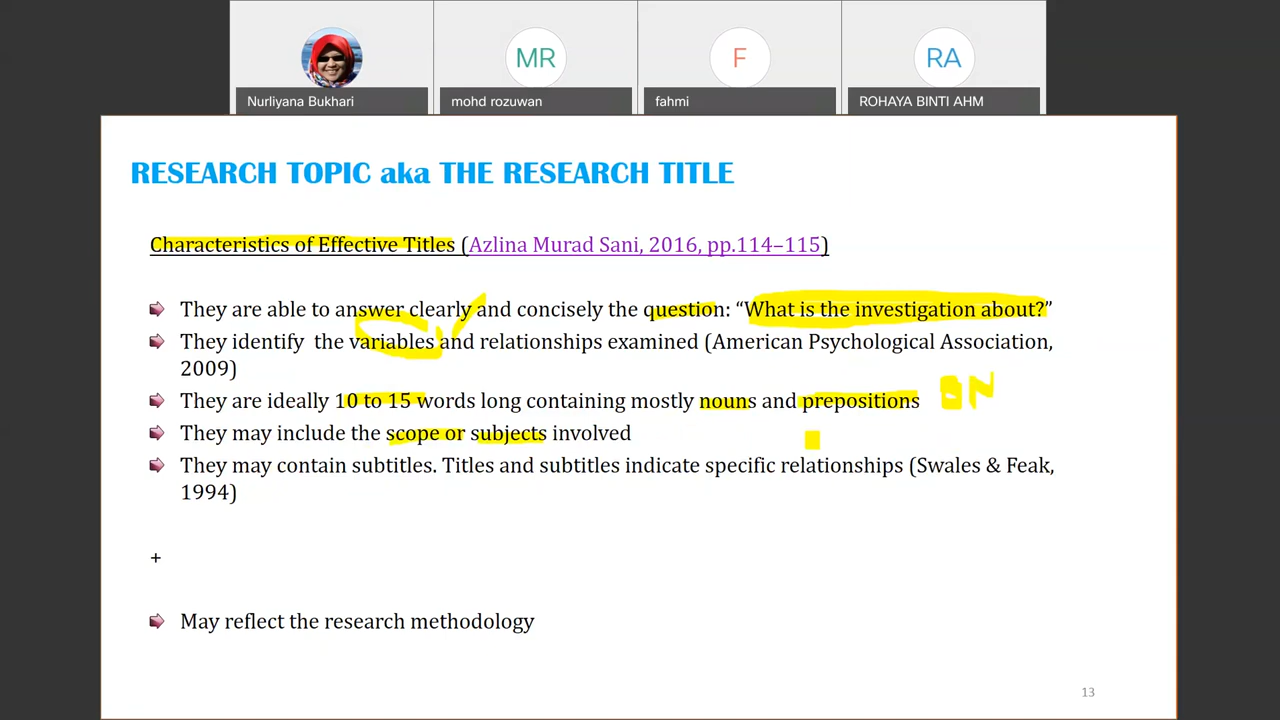 MR F RA
Nurliyana Bukhari mohd rozuwan fahmi ROHAYA BINTI AHM
RESEARCH TOPIC aka THE RESEARCH TITLE
Characteristics of Effective Titles (Azlina Murad Sani, 2016, pp.114–115)
They are able to answer clearly and concisely the question: “What is the investigation about?”
They identify the variables and relationships examined (American Psychological Association,
2009)
They are ideally 10 to 15 words long containing mostly nouns and prepositions
They may include the scope or subjects involved
They may contain subtitles. Titles and subtitles indicate specific relationships (Swales & Feak,
1994)
+
May reflect the research methodology
13